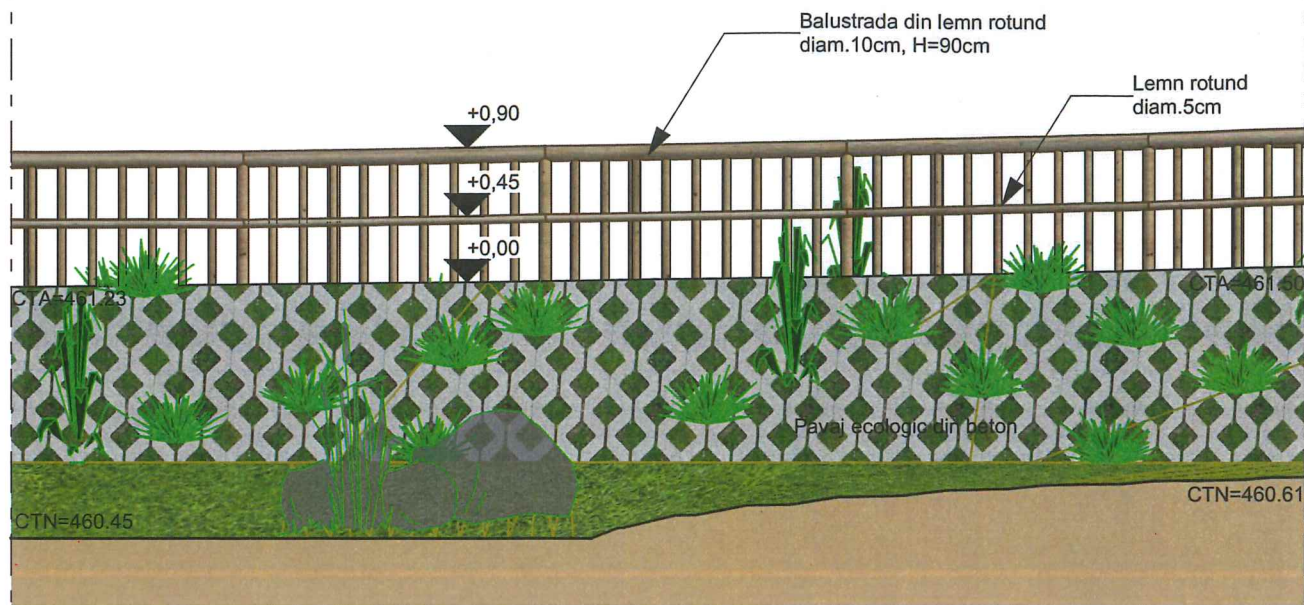 Balustrada din lemn rotund
diam.10cm, H=90cm
Lemn rotund
diam.5cm
+0,90
+0,45
+0,00
CTA=461.23
CTA=461.50
Pavaj ecologic din beton
CTN=460.45
CTN=460.61